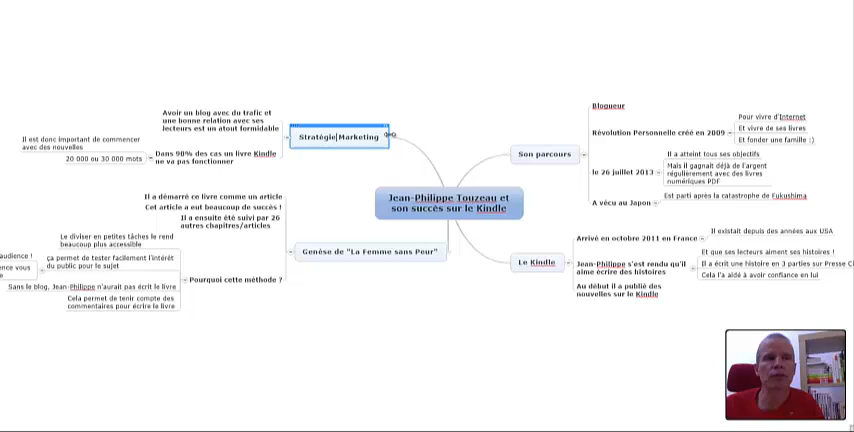 Jean-Philippe Touzeau et
son succès sur le Kindle
Stratégie Marketing
Avoir un blog avec du trafic et
une bonne relation avec ses
lecteurs est un atout formidable
Dans 90% des cas un livre Kindle
ne va pas fonctionner
Il est donc important de commencer
avec des nouvelles
20 000 ou 30 000 mots
Genèse de "La Femme sans Peur"
Il a démarré ce livre comme un article
Cet article a eut beaucoup de succès !
Il a ensuite été suivi par 26
autres chapitres/articles
Pourquoi cette méthode ?
Le diviser en petites tâches le rend
beaucoup plus accessible
ça permet de tester facilement l'intérêt
du public pour le sujet
audience !
ence vous
e
Sans le blog, Jean-Philippe n'aurait pas écrit le livre
Cela permet de tenir compte des
commentaires pour écrire le livre
Son parcours
Blogueur
Révolution Personnelle créé en 2009
Pour vivre d'Internet
Et vivre de ses livres
Et fonder une famille :)
le 26 juillet 2013
Il a atteint tous ses objectifs
Mais il gagnait déjà de l'argent
régulièrement avec des livres
numériques PDF
A vécu au Japon
Est parti après la catastrophe de Fukushima
Le Kindle
Arrivé en octobre 2011 en France
Il existait depuis des années aux USA
Jean-Philippe s'est rendu qu'il
aime écrire des histoires
Et que ses lecteurs aiment ses histoires !
Il a écrit une histoire en 3 parties sur Presse Ci
Cela l'a aidé à avoir confiance en lui
Au début il a publié des
nouvelles sur le Kindle